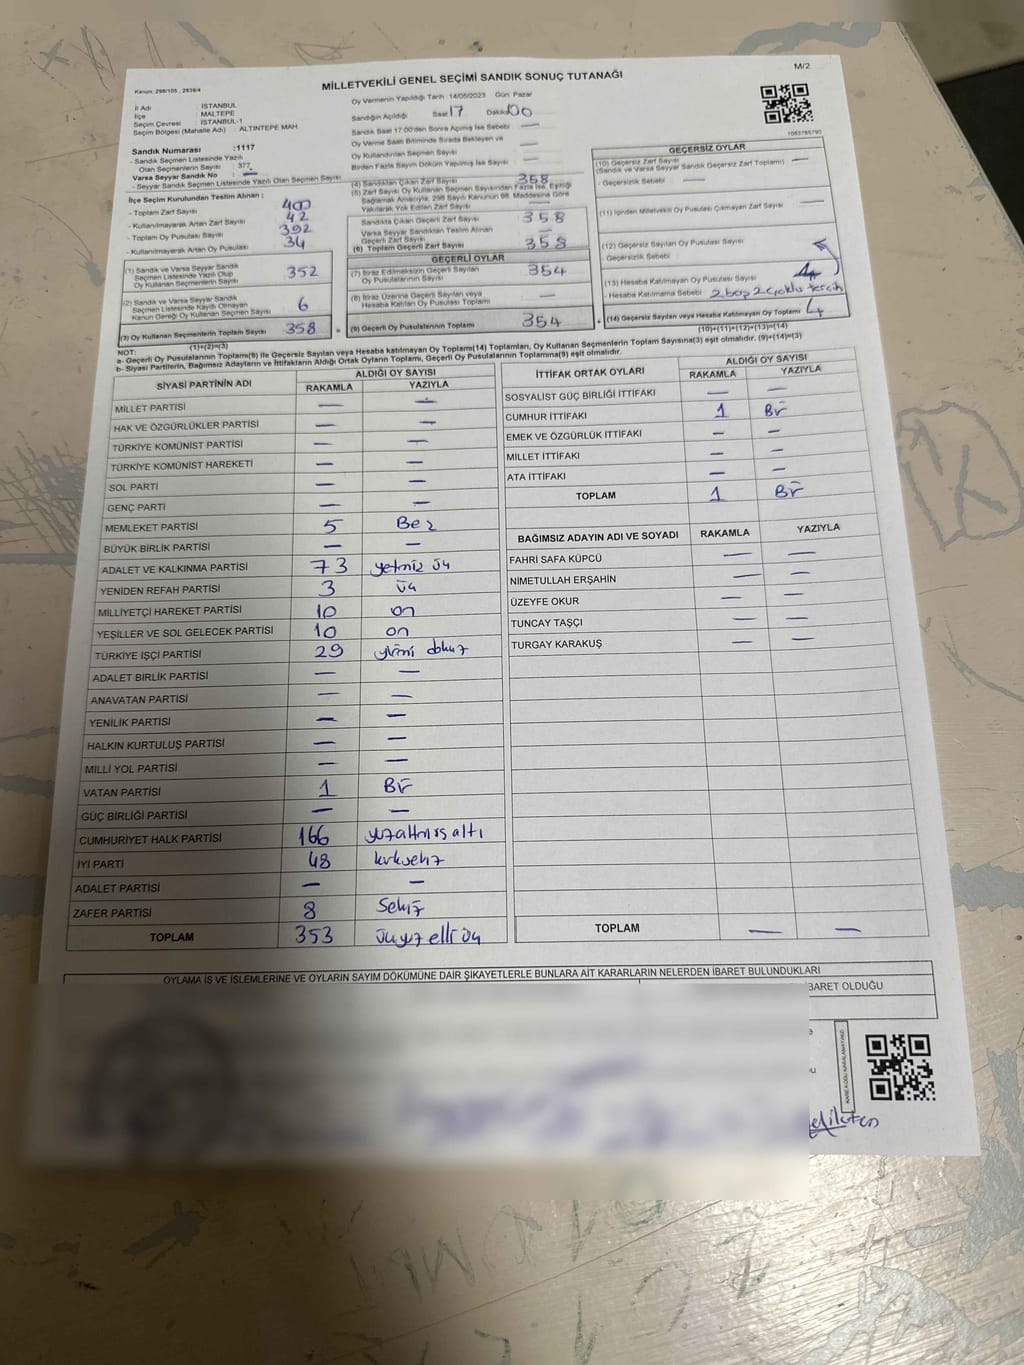 M/2
MİLLETVEKİLİ GENEL SEÇİMİ SANDIK SONUÇ TUTANAĞI
Kanun: 298/105 , 2839/4
İl Adı : İSTANBUL
İlçe : MALTEPE
Seçim Çevresi : İSTANBUL-1
Seçim Bölgesi (Mahalle Adı) : ALTINTEPE MAH.
Sandık Numarası :1117
- Sandık Seçmen Listesinde Yazılı Olan Seçmenlerin Sayısı : 377
Varsa Seyyar Sandık No : —
- Seyyar Sandık Seçmen Listesinde Yazılı Olan Seçmen Sayısı :
İlçe Seçim Kurulundan Teslim Alınan :
- Toplam Zarf Sayısı 400
- Kullanılmayarak Artan Zarf Sayısı 42
- Toplam Oy Pusulası Sayısı 392
- Kullanılmayarak Artan Oy Pusulası 34
(1) Sandık ve Varsa Seyyar Sandık Seçmen Listesinde Yazılı Olup Oy Kullanan Seçmenlerin Sayısı 352
(2) Sandık ve Varsa Seyyar Sandık Seçmen Listesinde Kayıtlı Olmayan Kanun Gereği Oy Kullanan Seçmen Sayısı 6
(3) Oy Kullanan Seçmenlerin Toplam Sayısı 358
(1)+(2)=(3)
Oy Vermenin Yapıldığı Tarih 14/05/2023 Gün Pazar
Sandığın Açıldığı Saat 17 Dakika 00
Sandık Saat 17:00'den Sonra Açılmış İse Sebebi —
Oy Verme Saati Bitiminde Sırada Bekleyen ve Oy Kullandırılan Seçmen Sayısı —
Birden Fazla Sayım Döküm Yapılmış İse Sayısı —
(4) Sandıktan Çıkan Zarf Sayısı 358
(5) Zarf Sayısı Oy Kullanan Seçmen Sayısından Fazla İse, Eşitliği Sağlamak Amacıyla, 298 Sayılı Kanunun 98. Maddesine Göre Yakılarak Yok Edilen Zarf Sayısı —
Sandıkta Çıkan Geçerli Zarf Sayısı 358
Varsa Seyyar Sandıktan Teslim Alınan Geçerli Zarf Sayısı —
(6) Toplam Geçerli Zarf Sayısı 358
GEÇERLİ OYLAR
(7) İtiraz Edilmeksizin Geçerli Sayılan Oy Pusulası Sayısı 354
(8) İtiraz Üzerine Geçerli Sayılan veya Hesaba Katılan Oy Pusulası Toplamı —
(9) Geçerli Oy Pusulalarının Toplamı 354
1083785790
GEÇERSİZ OYLAR
(10) Geçersiz Zarf Sayısı (Sandık ve Varsa Seyyar Sandık Geçersiz Zarf Toplamı) —
- Geçersizlik Sebebi : —
(11) İçinden Milletvekili Oy Pusulası Çıkmayan Zarf Sayısı —
(12) Geçersiz Sayılan Oy Pusulası Sayısı
- Geçersizlik Sebebi :
(13) Hesaba Katılmayan Oy Pusulası Sayısı 4
- Hesaba Katılmama Sebebi : 2 boş 2 çoklu tercih
(14) Geçersiz Sayılan veya Hesaba Katılmayan Oy Toplamı 4
(10)+(11)+(12)+(13)=(14)
NOT:
a- Geçerli Oy Pusulalarının Toplamı(9) ile Geçersiz Sayılan veya Hesaba katılmayan Oy Toplamı(14) Toplamları, Oy Kullanan Seçmenlerin Toplam Sayısına(3) eşit olmalıdır. (9)+(14)=(3)
b- Siyasi Partilerin, Bağımsız Adayların ve İttifakların Aldığı Ortak Oyların Toplamı, Geçerli Oy Pusulalarının Toplamına(9) eşit olmalıdır.
SİYASİ PARTİNİN ADI ALDIĞI OY SAYISI
RAKAMLA YAZIYLA
MİLLET PARTİSİ — —
HAK VE ÖZGÜRLÜKLER PARTİSİ — —
TÜRKİYE KOMÜNİST PARTİSİ — —
TÜRKİYE KOMÜNİST HAREKETİ — —
SOL PARTİ — —
GENÇ PARTİ — —
MEMLEKET PARTİSİ 5 Beş
BÜYÜK BİRLİK PARTİSİ — —
ADALET VE KALKINMA PARTİSİ 73 yetmiş üç
YENİDEN REFAH PARTİSİ 3 üç
MİLLİYETÇİ HAREKET PARTİSİ 10 on
YEŞİLLER VE SOL GELECEK PARTİSİ 10 on
TÜRKİYE İŞÇİ PARTİSİ 29 yirmi dokuz
ADALET BİRLİK PARTİSİ — —
ANAVATAN PARTİSİ — —
YENİLİK PARTİSİ — —
HALKIN KURTULUŞ PARTİSİ — —
MİLLİ YOL PARTİSİ — —
VATAN PARTİSİ 1 Bir
GÜÇ BİRLİĞİ PARTİSİ — —
CUMHURİYET HALK PARTİSİ 166 yüzaltmış altı
İYİ PARTİ 48 kırksekiz
ADALET PARTİSİ — —
ZAFER PARTİSİ 8 Sekiz
TOPLAM 353 üçyüz elli üç
İTTİFAK ORTAK OYLARI ALDIĞI OY SAYISI
RAKAMLA YAZIYLA
SOSYALİST GÜÇ BİRLİĞİ İTTİFAKI — —
CUMHUR İTTİFAKI 1 Bir
EMEK VE ÖZGÜRLÜK İTTİFAKI — —
MİLLET İTTİFAKI — —
ATA İTTİFAKI — —
TOPLAM 1 Bir
BAĞIMSIZ ADAYIN ADI VE SOYADI RAKAMLA YAZIYLA
FAHRİ SAFA KÜPCÜ — —
NİMETULLAH ERŞAHİN — —
ÜZEYFE OKUR — —
TUNCAY TAŞÇI — —
TURGAY KARAKUŞ — —
TOPLAM — —
OYLAMA İŞ VE İŞLEMLERİNE VE OYLARIN SAYIM DÖKÜMÜNE DAİR ŞİKAYETLERLE BUNLARA AİT KARARLARIN NELERDEN İBARET BULUNDUKLARI
BARET OLDUĞU
KAREKODU KARALAMAYINIZ!